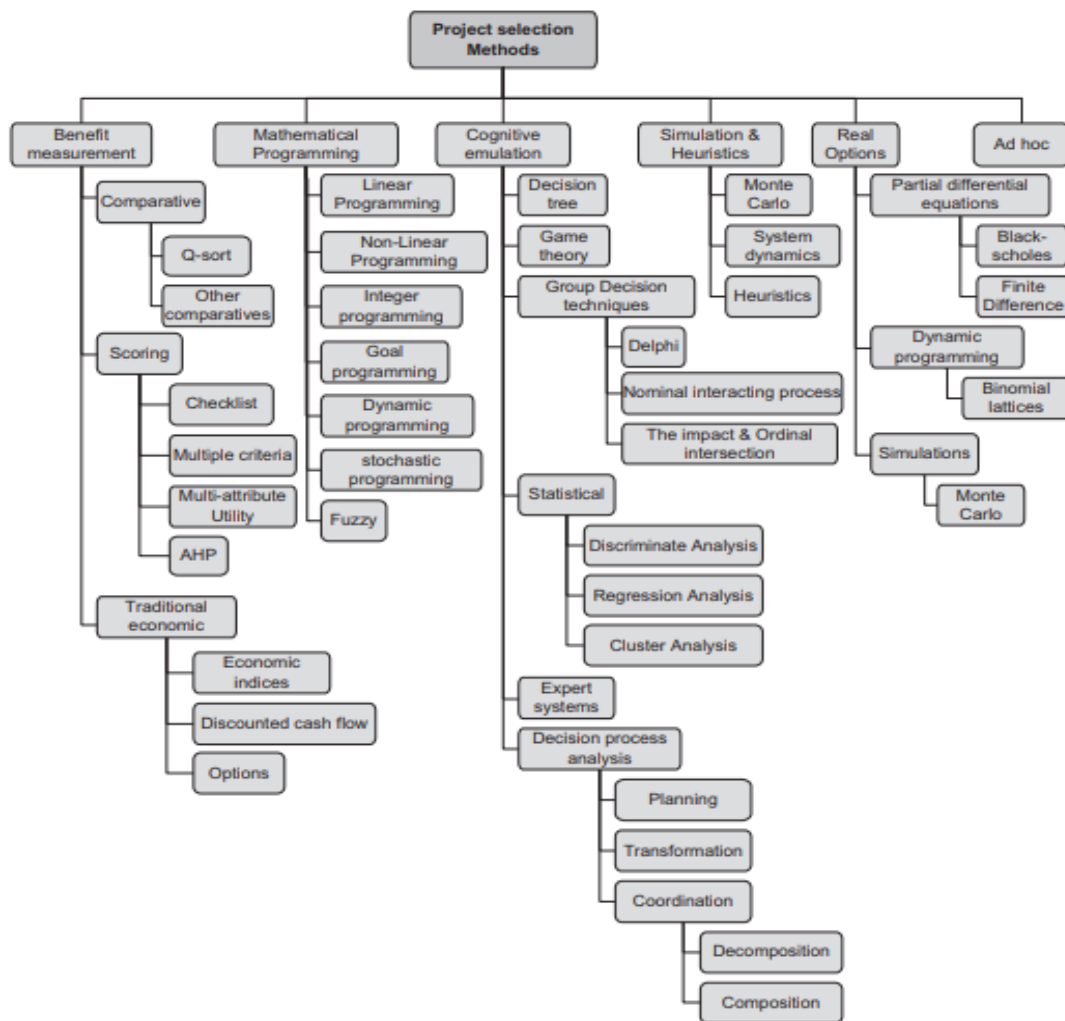 Project selection
Methods
Benefit
measurement
Mathematical
Programming
Cognitive
emulation
Simulation &
Heuristics
Real
Options
Ad hoc
Comparative
Q-sort
Other
comparatives
Scoring
Checklist
Multiple criteria
Multi-attribute
Utility
AHP
Traditional
economic
Economic
indices
Discounted cash flow
Options
Linear
Programming
Non-Linear
Programming
Integer
programming
Goal
programming
Dynamic
programming
stochastic
programming
Fuzzy
Decision
tree
Game
theory
Group Decision
techniques
Delphi
Nominal interacting process
The impact & Ordinal
intersection
Statistical
Discriminate Analysis
Regression Analysis
Cluster Analysis
Expert
systems
Decision process
analysis
Planning
Transformation
Coordination
Decomposition
Composition
Monte
Carlo
System
dynamics
Heuristics
Partial differential
equations
Black-
scholes
Finite
Difference
Dynamic
programming
Binomial
lattices
Simulations
Monte
Carlo